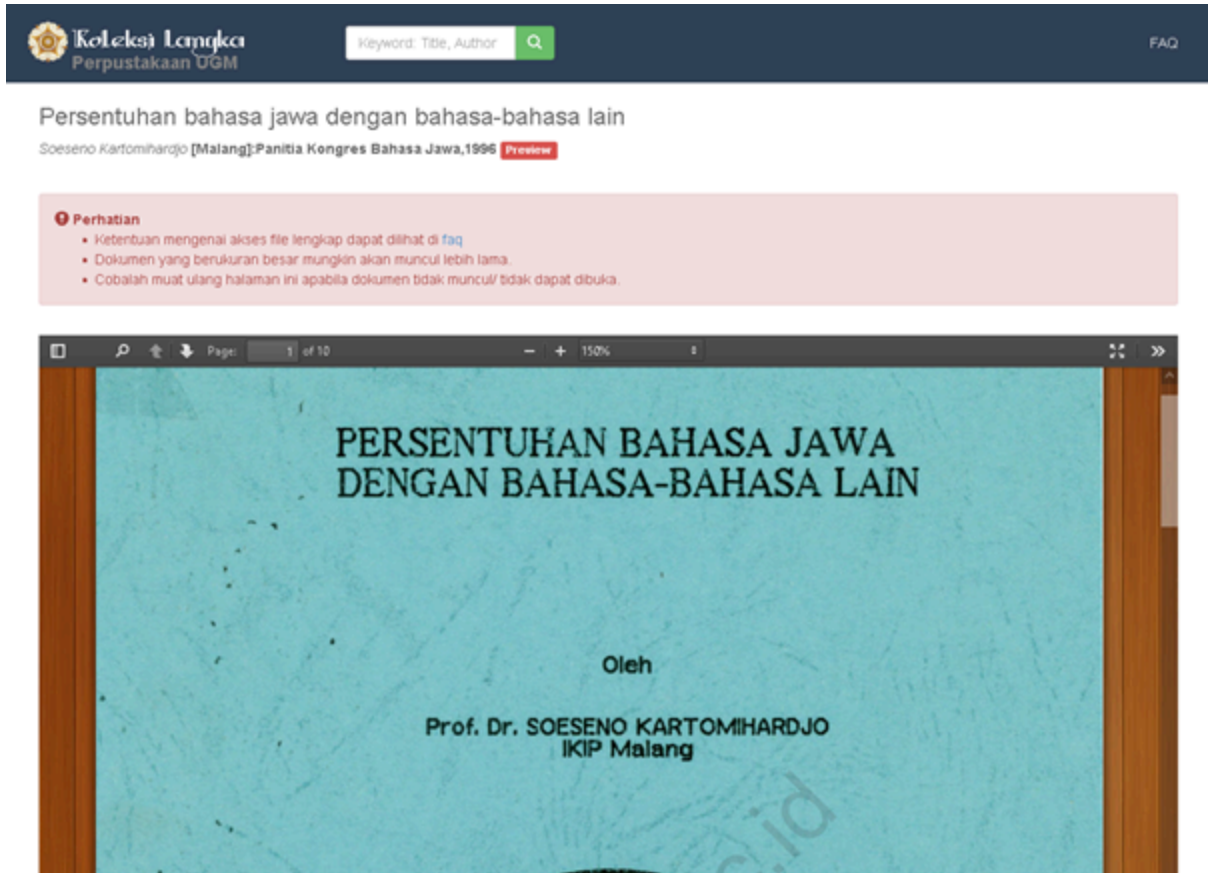 Koleksi Langka
Perpustakaan UGM
Keyword: Title, Author
FAQ
Persentuhan bahasa jawa dengan bahasa-bahasa lain
Soeseno Kartomihardjo [Malang]:Panitia Kongres Bahasa Jawa,1996 Preview
Perhatian
Ketentuan mengenai akses file lengkap dapat dilihat di faq
Dokumen yang berukuran besar mungkin akan muncul lebih lama.
Cobalah muat ulang halaman ini apabila dokumen tidak muncul/ tidak dapat dibuka.
Page: 1 of 10
150%
PERSENTUHAN BAHASA JAWA
DENGAN BAHASA-BAHASA LAIN
Oleh
Prof. Dr. SOESENO KARTOMIHARDJO
IKIP Malang